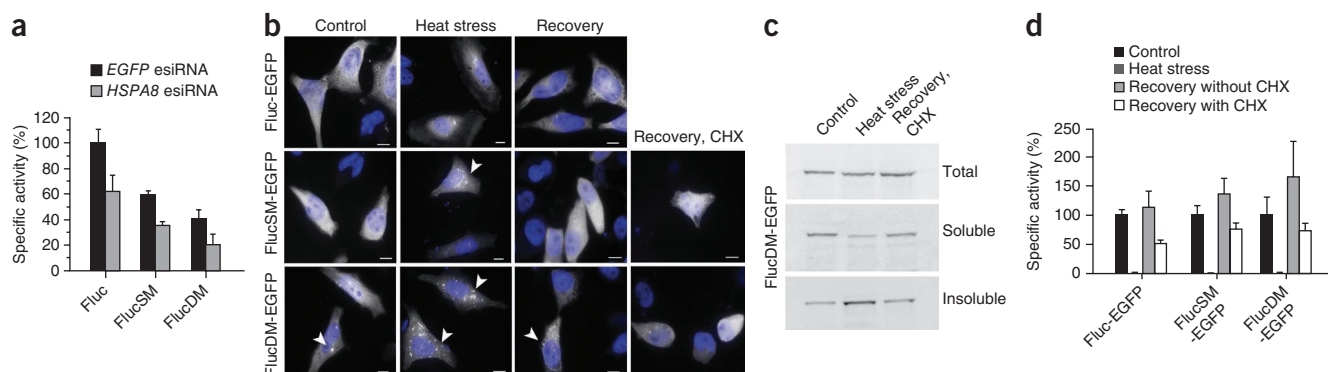 a
EGFP esiRNA
HSPA8 esiRNA
Specific activity (%)
120
100
80
60
40
20
0
Fluc
FlucSM
FlucDM
b
Control
Heat stress
Recovery
Recovery, CHX
Fluc-EGFP
FlucSM-EGFP
FlucDM-EGFP
c
Control
Heat stress
Recovery,
CHX
FlucDM-EGFP
Total
Soluble
Insoluble
d
Control
Heat stress
Recovery without CHX
Recovery with CHX
Specific activity (%)
250
200
150
100
50
0
Fluc-EGFP
FlucSM
-EGFP
FlucDM
-EGFP